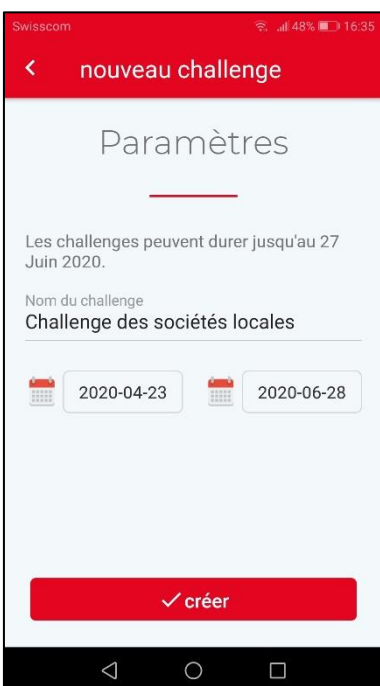 Swisscom 48% 16:35
nouveau challenge
Paramètres
Les challenges peuvent durer jusqu'au 27
Juin 2020.
Nom du challenge
Challenge des sociétés locales
2020-04-23 2020-06-28
créer